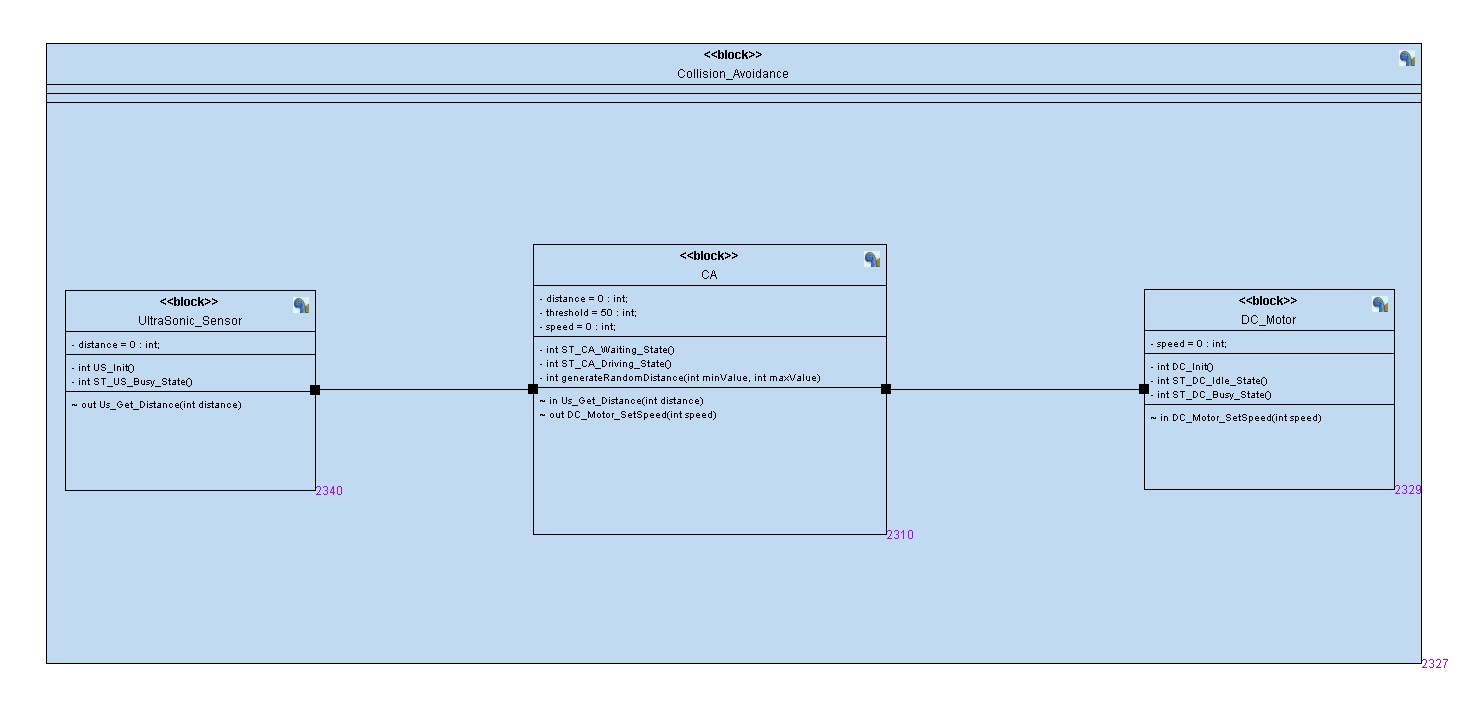 <<block>>
Collision_Avoidance
<<block>>
UltraSonic_Sensor
- distance = 0 : int;
- int US_Init()
- int ST_US_Busy_State()
~ out Us_Get_Distance(int distance)
2340
<<block>>
CA
- distance = 0 : int;
- threshold = 50 : int;
- speed = 0 : int;
- int ST_CA_Waiting_State()
- int ST_CA_Driving_State()
- int generateRandomDistance(int minValue, int maxValue)
~ in Us_Get_Distance(int distance)
~ out DC_Motor_SetSpeed(int speed)
2310
<<block>>
DC_Motor
- speed = 0 : int;
- int DC_Init()
- int ST_DC_Idle_State()
- int ST_DC_Busy_State()
~ in DC_Motor_SetSpeed(int speed)
2329
2327